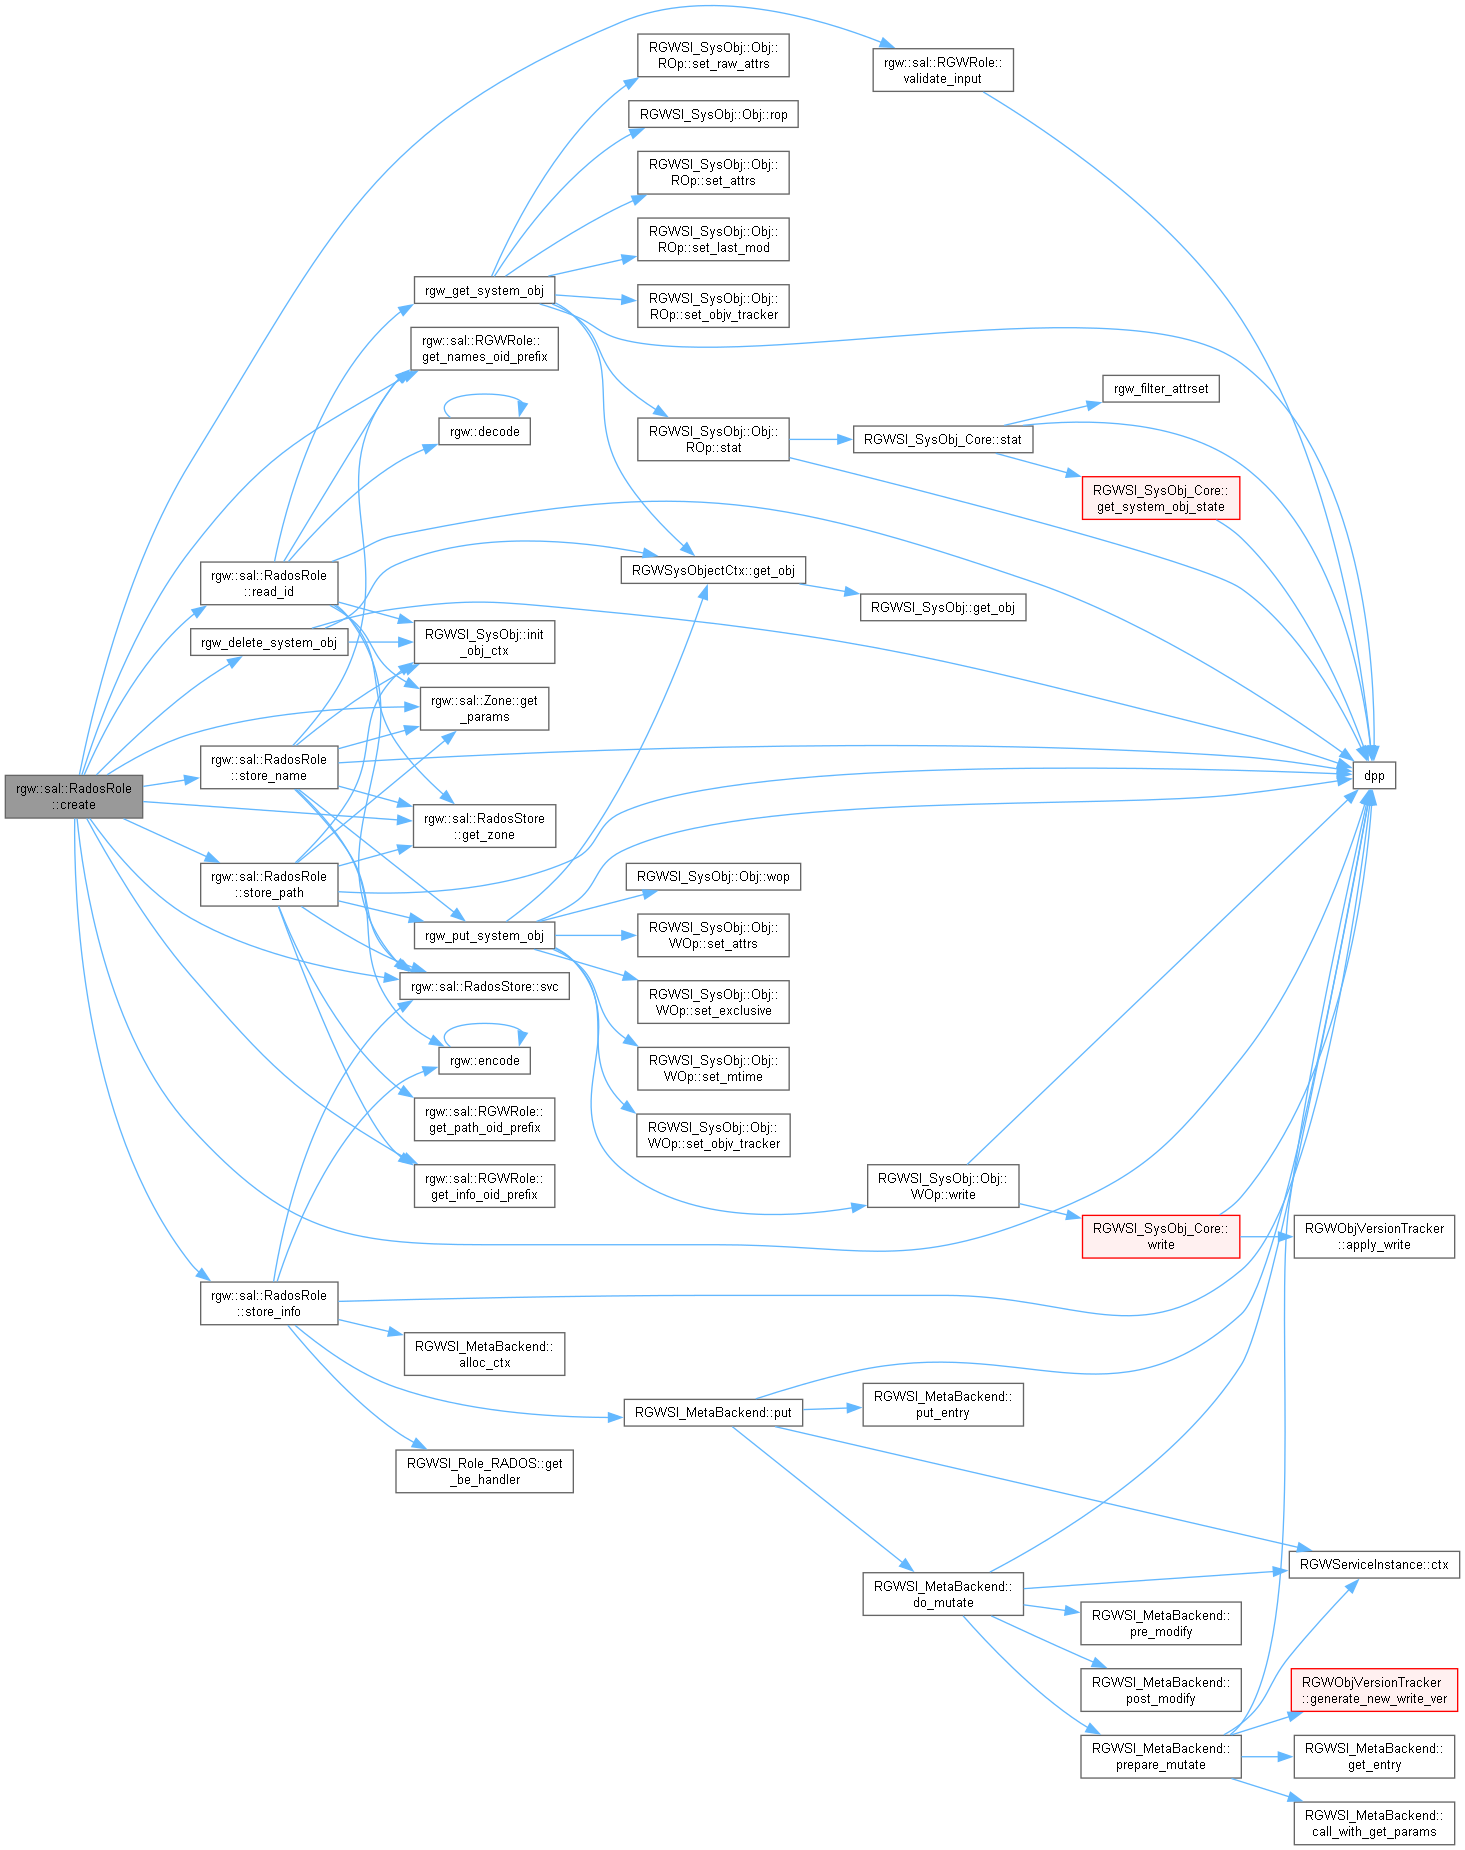 RGWSI_SysObj::Obj::
ROp::set_raw_attrs
rgw::sal::RGWRole::
validate_input
RGWSI_SysObj::Obj::rop
RGWSI_SysObj::Obj::
ROp::set_attrs
RGWSI_SysObj::Obj::
ROp::set_last_mod
rgw_get_system_obj
RGWSI_SysObj::Obj::
ROp::set_objv_tracker
rgw::sal::RGWRole::
get_names_oid_prefix
rgw_filter_attrset
rgw::decode
RGWSI_SysObj::Obj::
ROp::stat
RGWSI_SysObj_Core::stat
RGWSI_SysObj_Core::
get_system_obj_state
rgw::sal::RadosRole
::read_id
RGWSysObjectCtx::get_obj
RGWSI_SysObj::get_obj
rgw_delete_system_obj
RGWSI_SysObj::init
_obj_ctx
rgw::sal::Zone::get
_params
rgw::sal::RadosRole
::store_name
dpp
rgw::sal::RadosRole
::create
rgw::sal::RadosStore
::get_zone
rgw::sal::RadosRole
::store_path
RGWSI_SysObj::Obj::wop
rgw_put_system_obj
RGWSI_SysObj::Obj::
WOp::set_attrs
rgw::sal::RadosStore::svc
RGWSI_SysObj::Obj::
WOp::set_exclusive
rgw::encode
RGWSI_SysObj::Obj::
WOp::set_mtime
rgw::sal::RGWRole::
get_path_oid_prefix
RGWSI_SysObj::Obj::
WOp::set_objv_tracker
rgw::sal::RGWRole::
get_info_oid_prefix
RGWSI_SysObj::Obj::
WOp::write
RGWSI_SysObj_Core::
write
RGWObjVersionTracker
::apply_write
rgw::sal::RadosRole
::store_info
RGWSI_MetaBackend::
alloc_ctx
RGWSI_MetaBackend::put
RGWSI_MetaBackend::
put_entry
RGWSI_Role_RADOS::get
_be_handler
RGWServiceInstance::ctx
RGWSI_MetaBackend::
do_mutate
RGWSI_MetaBackend::
pre_modify
RGWSI_MetaBackend::
post_modify
RGWObjVersionTracker
::generate_new_write_ver
RGWSI_MetaBackend::
prepare_mutate
RGWSI_MetaBackend::
get_entry
RGWSI_MetaBackend::
call_with_get_params